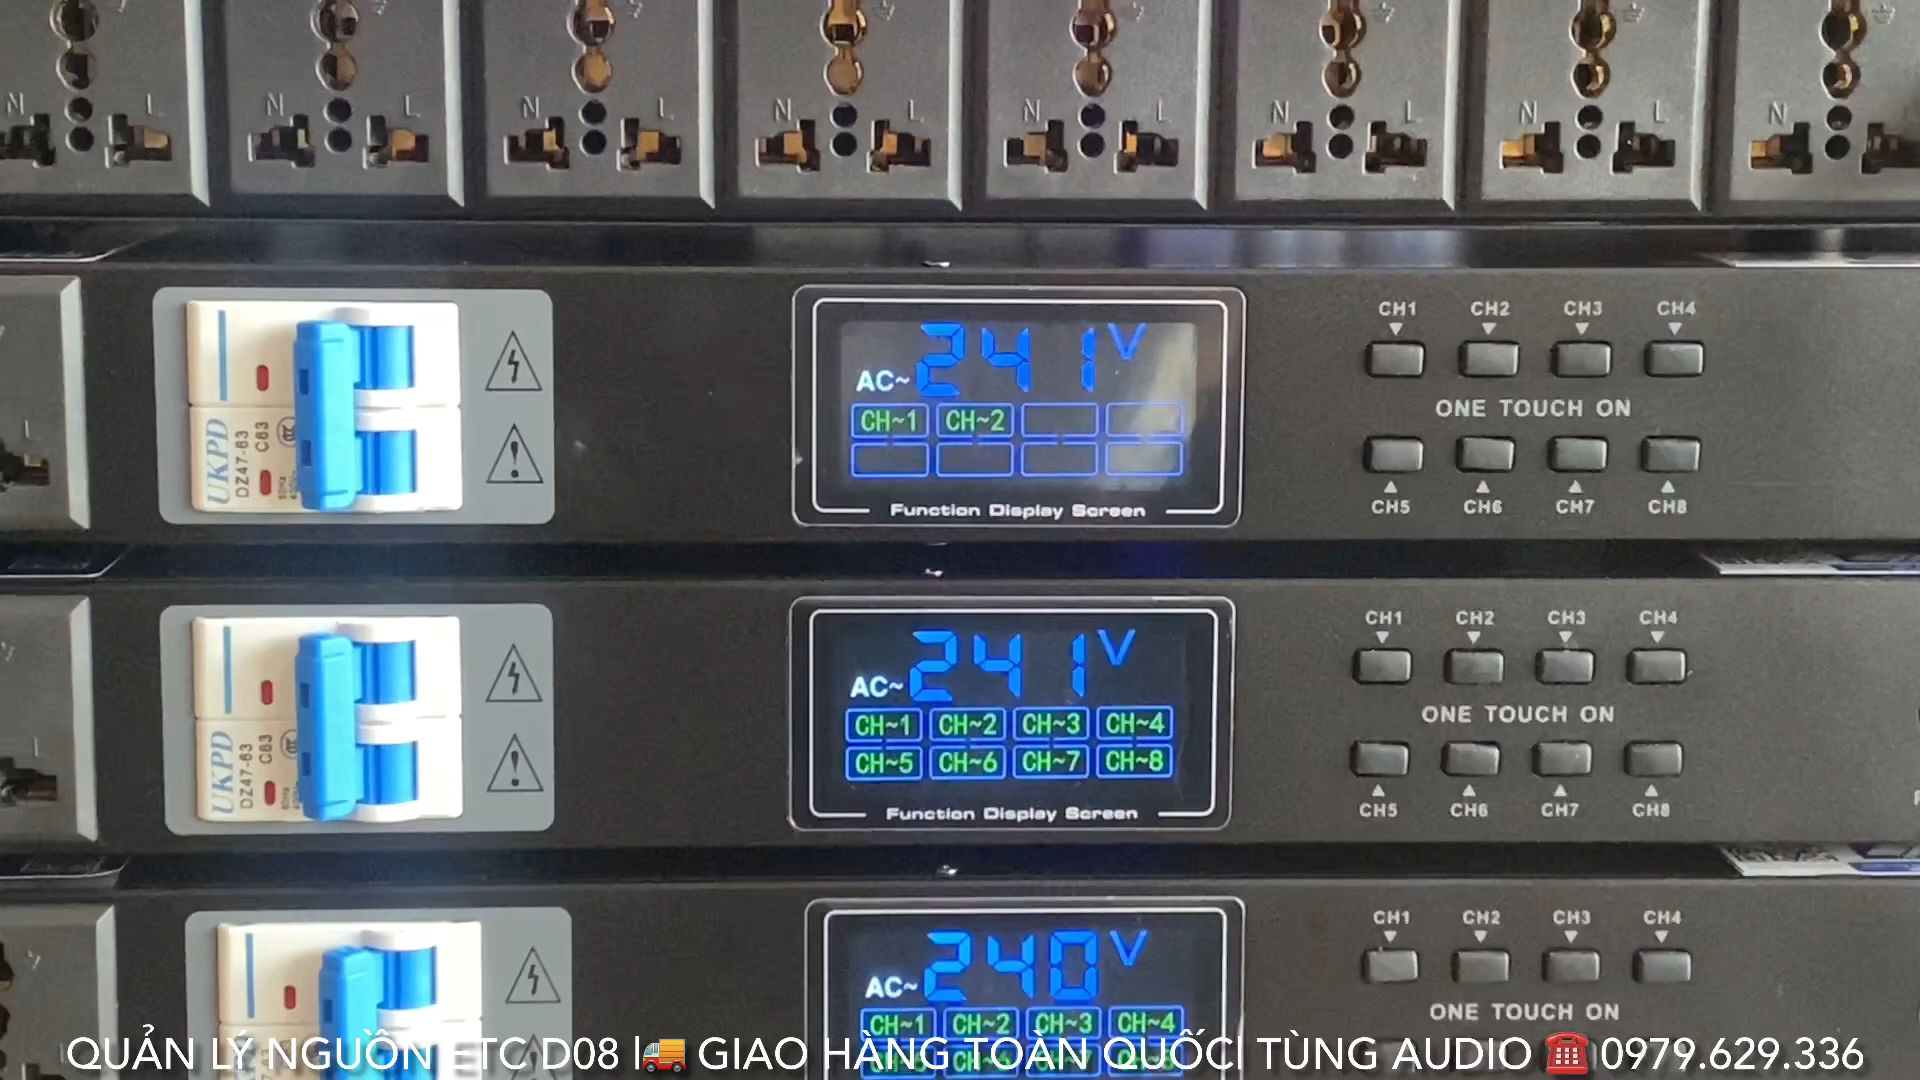 N L N L N L N L N L N L N L N
241V
AC~
CH~1 CH~2
Function Display Screen
UKPD
DZ47-63
C63
CH1 CH2 CH3 CH4
ONE TOUCH ON
CH5 CH6 CH7 CH8
241V
AC~
CH~1 CH~2 CH~3 CH~4
CH~5 CH~6 CH~7 CH~8
Function Display Screen
UKPD
DZ47-63
C63
CH1 CH2 CH3 CH4
ONE TOUCH ON
CH5 CH6 CH7 CH8
240V
AC~
CH~1 CH~2 CH~3 CH~4
CH1 CH2 CH3 CH4
ONE TOUCH ON
QUẢN LÝ NGUỒN ETC D08 |🚚 GIAO HÀNG TOÀN QUỐC| TÙNG AUDIO ☎️0979.629.336